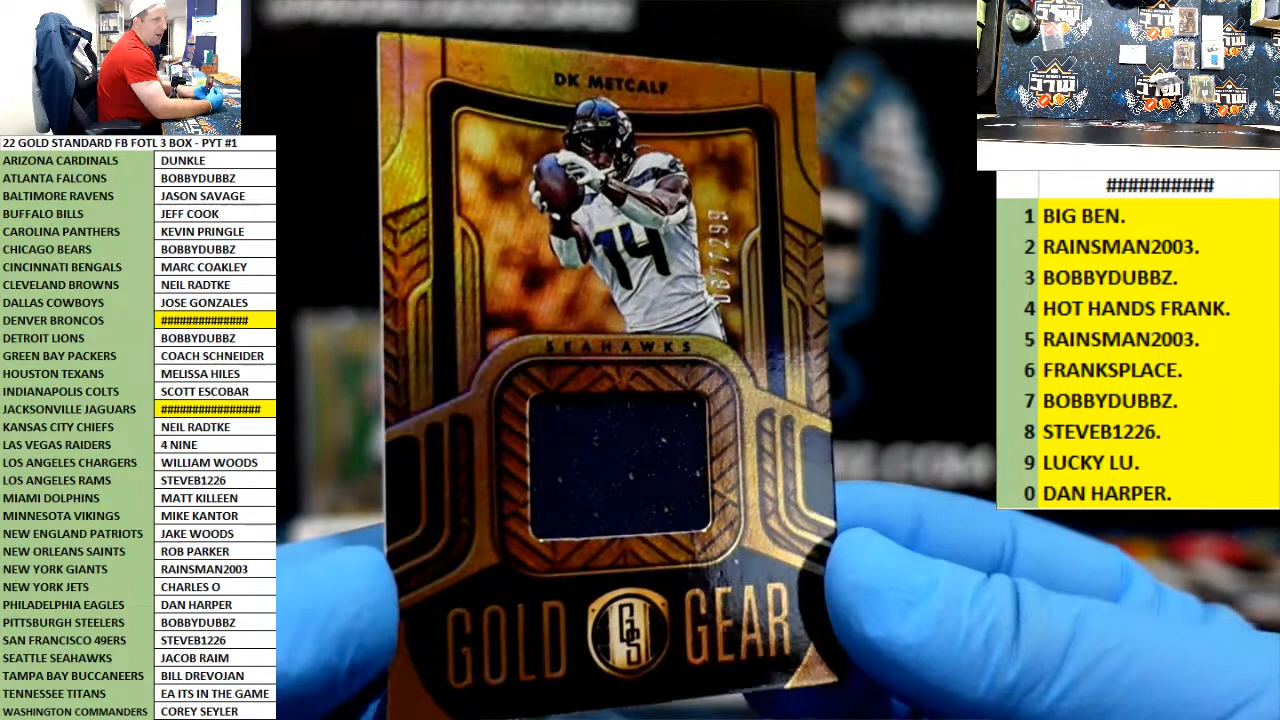 22 GOLD STANDARD FB FOTL 3 BOX - PYT #1
ARIZONA CARDINALS DUNKLE
ATLANTA FALCONS BOBBYDUBBZ
BALTIMORE RAVENS JASON SAVAGE
BUFFALO BILLS JEFF COOK
CAROLINA PANTHERS KEVIN PRINGLE
CHICAGO BEARS BOBBYDUBBZ
CINCINNATI BENGALS MARC COAKLEY
CLEVELAND BROWNS NEIL RADTKE
DALLAS COWBOYS JOSE GONZALES
DENVER BRONCOS ##############
DETROIT LIONS BOBBYDUBBZ
GREEN BAY PACKERS COACH SCHNEIDER
HOUSTON TEXANS MELISSA HILES
INDIANAPOLIS COLTS SCOTT ESCOBAR
JACKSONVILLE JAGUARS ################
KANSAS CITY CHIEFS NEIL RADTKE
LAS VEGAS RAIDERS 4 NINE
LOS ANGELES CHARGERS WILLIAM WOODS
LOS ANGELES RAMS STEVEB1226
MIAMI DOLPHINS MATT KILLEEN
MINNESOTA VIKINGS MIKE KANTOR
NEW ENGLAND PATRIOTS JAKE WOODS
NEW ORLEANS SAINTS ROB PARKER
NEW YORK GIANTS RAINSMAN2003
NEW YORK JETS CHARLES O
PHILADELPHIA EAGLES DAN HARPER
PITTSBURGH STEELERS BOBBYDUBBZ
SAN FRANCISCO 49ERS STEVEB1226
SEATTLE SEAHAWKS JACOB RAIM
TAMPA BAY BUCCANEERS BILL DREVOJAN
TENNESSEE TITANS EA ITS IN THE GAME
WASHINGTON COMMANDERS COREY SEYLER
DK METCALF
14
087/299
SEAHAWKS
GOLD GS GEAR
##########
1 BIG BEN.
2 RAINSMAN2003.
3 BOBBYDUBBZ.
4 HOT HANDS FRANK.
5 RAINSMAN2003.
6 FRANKSPLACE.
7 BOBBYDUBBZ.
8 STEVEB1226.
9 LUCKY LU.
0 DAN HARPER.